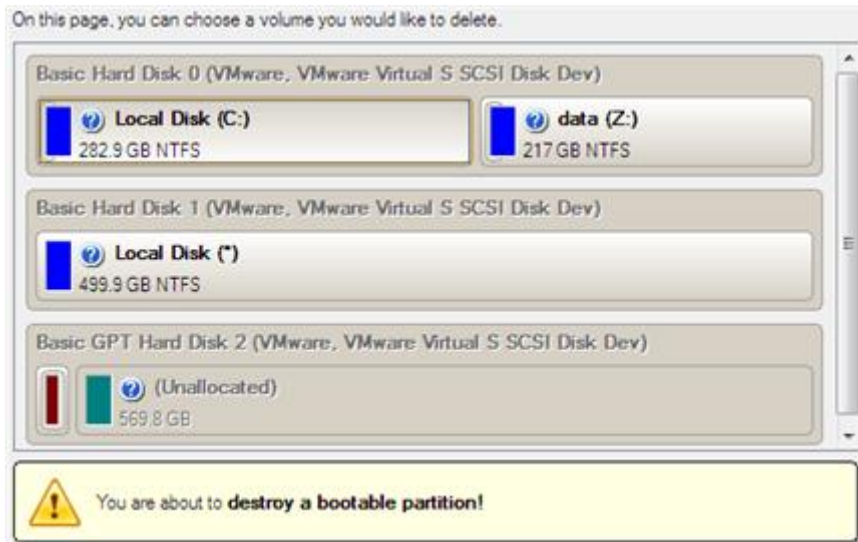 On this page, you can choose a volume you would like to delete.
Basic Hard Disk 0 (VMware, VMware Virtual S SCSI Disk Dev)
Local Disk (C:)
282.9 GB NTFS
data (Z:)
217 GB NTFS
Basic Hard Disk 1 (VMware, VMware Virtual S SCSI Disk Dev)
Local Disk (*)
499.9 GB NTFS
Basic GPT Hard Disk 2 (VMware, VMware Virtual S SCSI Disk Dev)
(Unallocated)
569.8 GB
You are about to destroy a bootable partition!